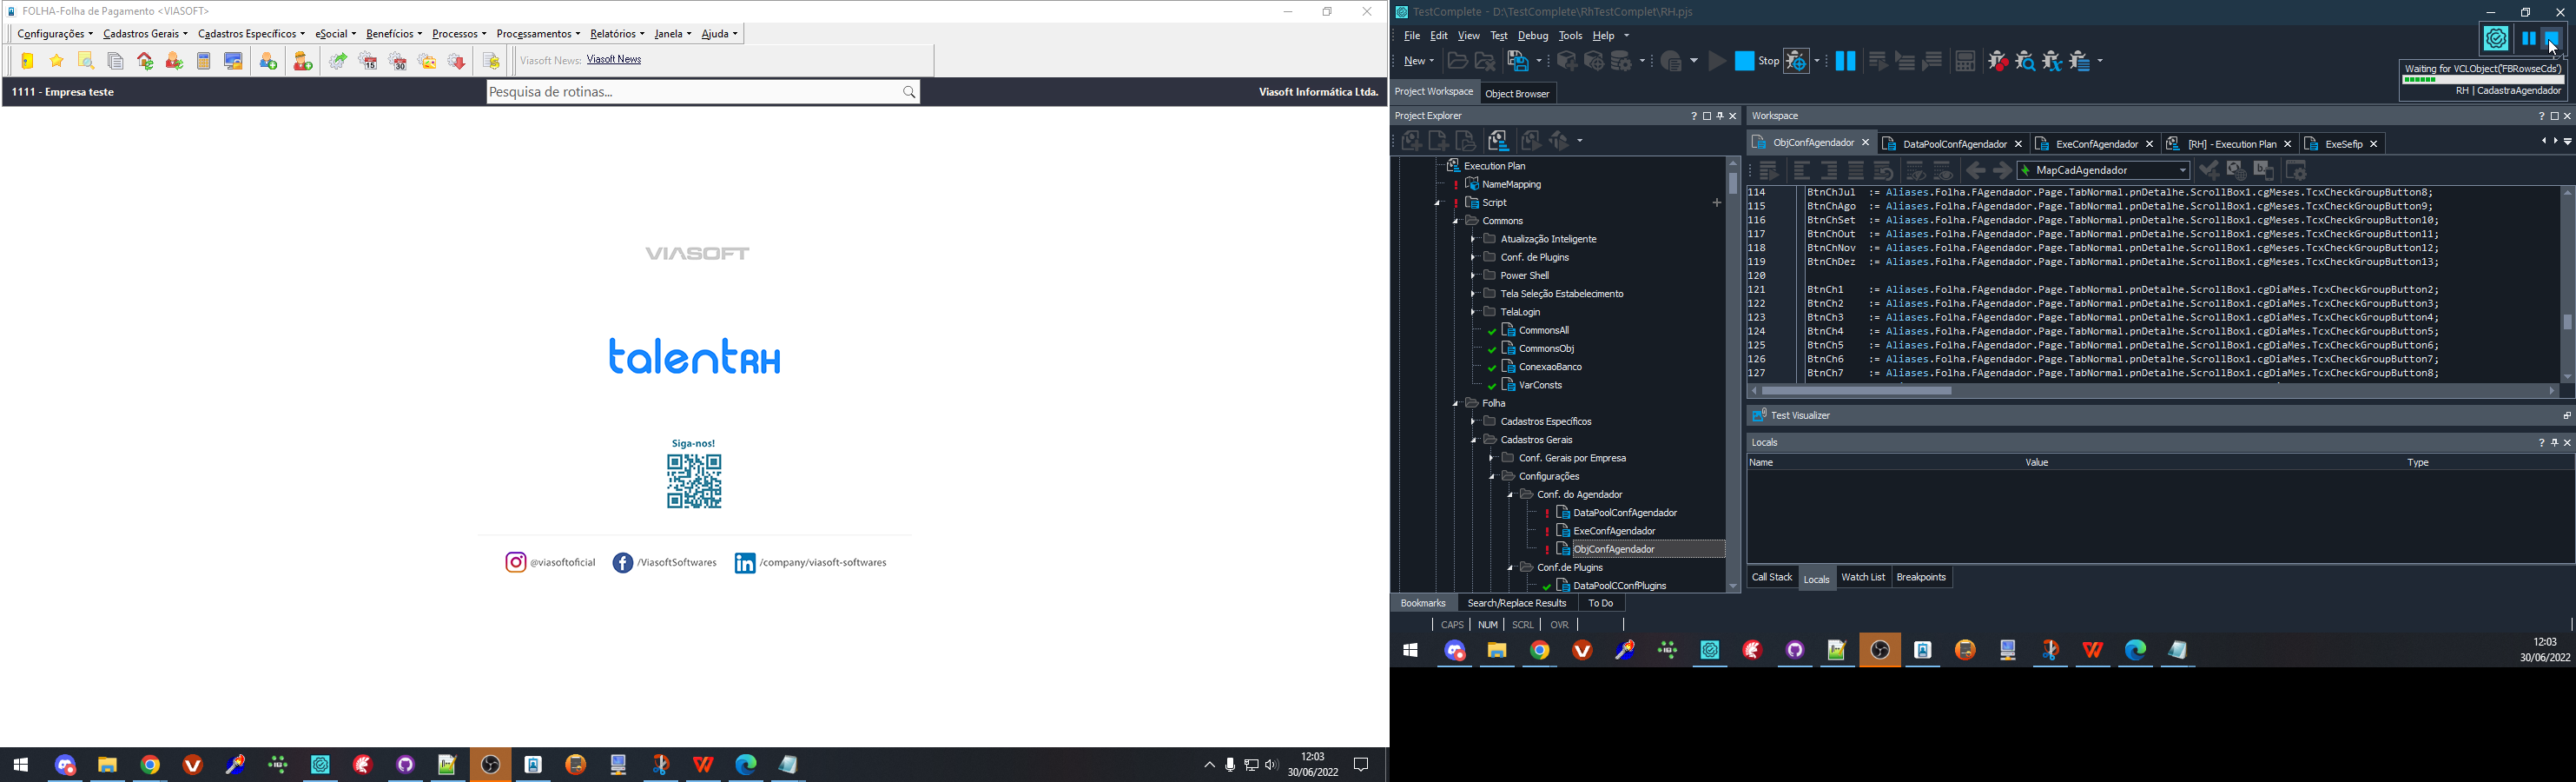 FOLHA-Folha de Pagamento <VIASOFT>
Configurações Cadastros Gerais Cadastros Específicos eSocial Benefícios Processos Processamentos Relatórios Janela Ajuda
Viasoft News: Viasoft News
1111 - Empresa teste
Pesquisa de rotinas...
Viasoft Informática Ltda.
VIASOFT
talentRH
Siga-nos!
@viasoftoficial
/ViasoftSoftwares
/company/viasoft-softwares
12:03
30/06/2022
TestComplete - D:\TestComplete\RhTestComplet\RH.pjs
File Edit View Test Debug Tools Help
New
Stop
Waiting for VCLObject('FBRowseCds')
RH | CadastraAgendador
Project Workspace Object Browser
Project Explorer
Execution Plan
NameMapping
Script
Commons
Atualização Inteligente
Conf. de Plugins
Power Shell
Tela Seleção Estabelecimento
TelaLogin
CommonsAll
CommonsObj
ConexaoBanco
VarConsts
Folha
Cadastros Específicos
Cadastros Gerais
Conf. Gerais por Empresa
Configurações
Conf. do Agendador
DataPoolConfAgendador
ExeConfAgendador
ObjConfAgendador
Conf.de Plugins
DataPoolCConfPlugins
Workspace
ObjConfAgendador DataPoolConfAgendador ExeConfAgendador [RH] - Execution Plan ExeSefip
MapCadAgendador
114 BtnChJul := Aliases.Folha.FAgendador.Page.TabNormal.pnDetalhe.ScrollBox1.cgMeses.TcxCheckGroupButton8;
115 BtnChAgo := Aliases.Folha.FAgendador.Page.TabNormal.pnDetalhe.ScrollBox1.cgMeses.TcxCheckGroupButton9;
116 BtnChSet := Aliases.Folha.FAgendador.Page.TabNormal.pnDetalhe.ScrollBox1.cgMeses.TcxCheckGroupButton10;
117 BtnChOut := Aliases.Folha.FAgendador.Page.TabNormal.pnDetalhe.ScrollBox1.cgMeses.TcxCheckGroupButton11;
118 BtnChNov := Aliases.Folha.FAgendador.Page.TabNormal.pnDetalhe.ScrollBox1.cgMeses.TcxCheckGroupButton12;
119 BtnChDez := Aliases.Folha.FAgendador.Page.TabNormal.pnDetalhe.ScrollBox1.cgMeses.TcxCheckGroupButton13;
120
121 BtnCh1 := Aliases.Folha.FAgendador.Page.TabNormal.pnDetalhe.ScrollBox1.cgDiaMes.TcxCheckGroupButton2;
122 BtnCh2 := Aliases.Folha.FAgendador.Page.TabNormal.pnDetalhe.ScrollBox1.cgDiaMes.TcxCheckGroupButton3;
123 BtnCh3 := Aliases.Folha.FAgendador.Page.TabNormal.pnDetalhe.ScrollBox1.cgDiaMes.TcxCheckGroupButton4;
124 BtnCh4 := Aliases.Folha.FAgendador.Page.TabNormal.pnDetalhe.ScrollBox1.cgDiaMes.TcxCheckGroupButton5;
125 BtnCh5 := Aliases.Folha.FAgendador.Page.TabNormal.pnDetalhe.ScrollBox1.cgDiaMes.TcxCheckGroupButton6;
126 BtnCh6 := Aliases.Folha.FAgendador.Page.TabNormal.pnDetalhe.ScrollBox1.cgDiaMes.TcxCheckGroupButton7;
127 BtnCh7 := Aliases.Folha.FAgendador.Page.TabNormal.pnDetalhe.ScrollBox1.cgDiaMes.TcxCheckGroupButton8;
Test Visualizer
Locals
Name Value Type
Call Stack Locals Watch List Breakpoints
Bookmarks Search/Replace Results To Do
CAPS NUM SCRL OVR
12:03
30/06/2022